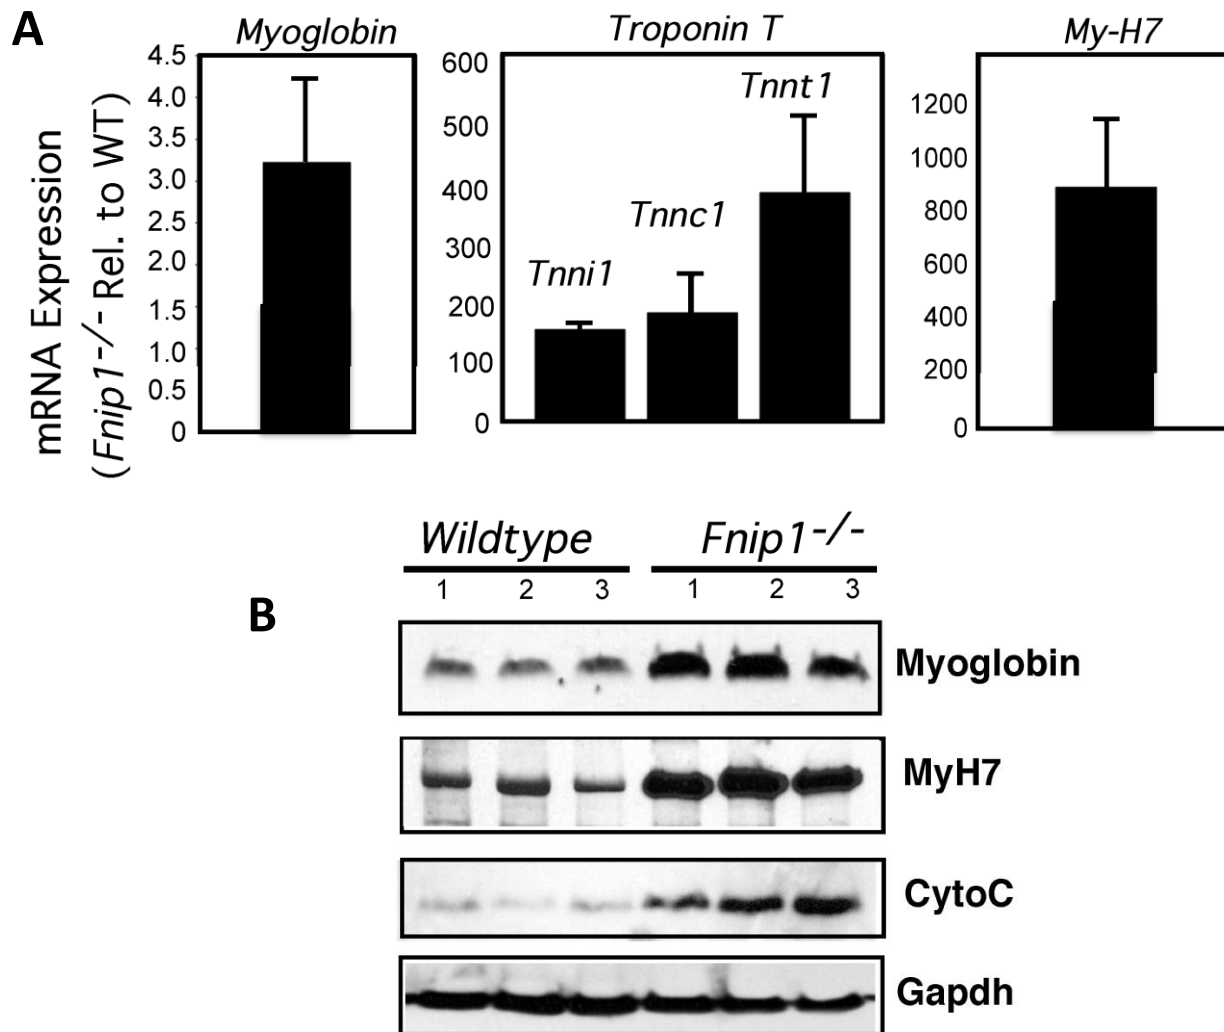 A
Myoglobin
Troponin T
My-H7
mRNA Expression
(Fnip1-/- Rel. to WT)
4.5
4.0
3.5
3.0
2.5
2.0
1.5
1.0
0.5
0
600
500
400
300
200
100
0
Tnni1
Tnnc1
Tnnt1
1200
1000
800
600
400
200
0
B
Wildtype
Fnip1-/-
1 2 3 1 2 3
Myoglobin
MyH7
CytoC
Gapdh